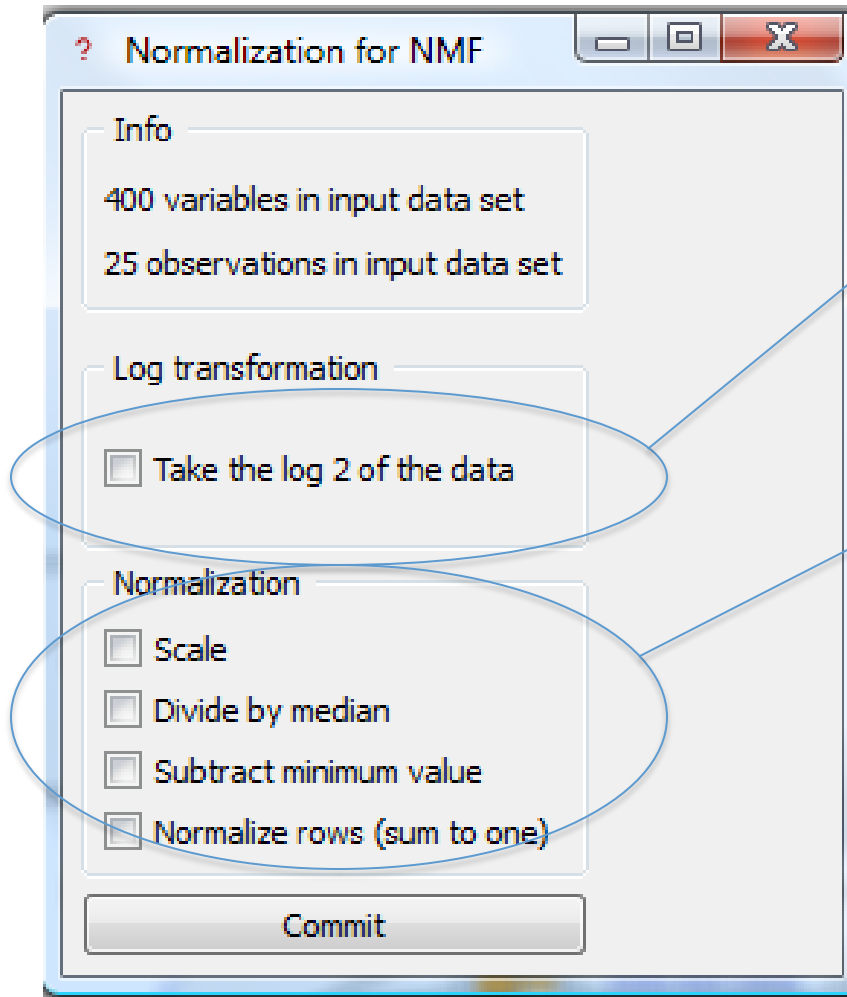 ? Normalization for NMF
Info
400 variables in input data set
25 observations in input data set
Log transformation
Take the log 2 of the data
Normalization
Scale
Divide by median
Subtract minimum value
Normalize rows (sum to one)
Commit